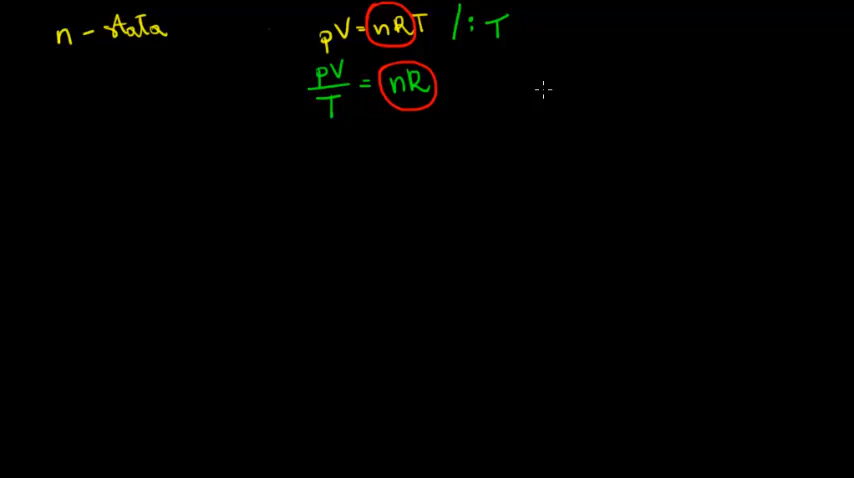 n - stała pV = nRT /: T
pV/T = nR